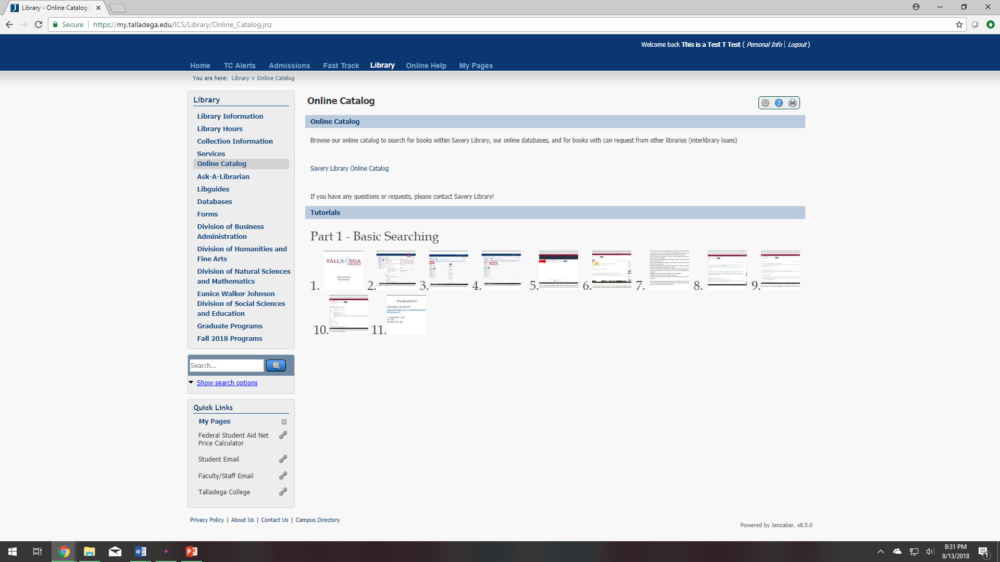 Library - Online Catalog
Secure
https://my.talladega.edu/ICS/Library/Online_Catalog.jnz
Welcome back This is a Test T Test ( Personal Info | Logout )
Home TC Alerts Admissions Fast Track Library Online Help My Pages
You are here: Library > Online Catalog
Library
Library Information
Library Hours
Collection Information
Services
Online Catalog
Ask-A-Librarian
Libguides
Databases
Forms
Division of Business
Administration
Division of Humanities and
Fine Arts
Division of Natural Sciences
and Mathematics
Eunice Walker Johnson
Division of Social Sciences
and Education
Graduate Programs
Fall 2018 Programs
Search...
Show search options
Quick Links
My Pages
Federal Student Aid Net
Price Calculator
Student Email
Faculty/Staff Email
Talladega College
Online Catalog
Online Catalog
Browse our online catalog to search for books within Savery Library, our online databases, and for books with can request from other libraries (interlibrary loans)
Savery Library Online Catalog
If you have any questions or requests, please contact Savery Library!
Tutorials
Part 1 - Basic Searching
TALLADEGA
COLLEGE
1. 2. 3. 4. 5. 6. 7. 8. 9.
Any Questions?
10. 11.
Privacy Policy | About Us | Contact Us | Campus Directory
Powered by Jenzabar. v8.5.0
8:31 PM
8/13/2018
1